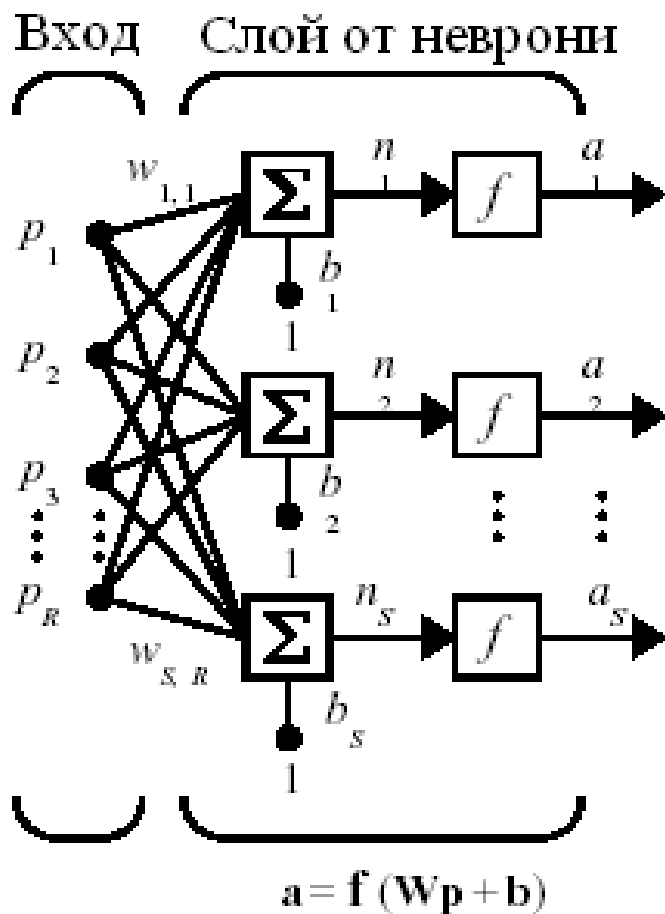 Вход Слой от неврони
w1,1 Σ n1 f a1
p1
b1
1
p2 Σ n2 f a2
p3
b2
1
pR Σ ns f as
wS, R
bs
1
a = f (Wp + b)